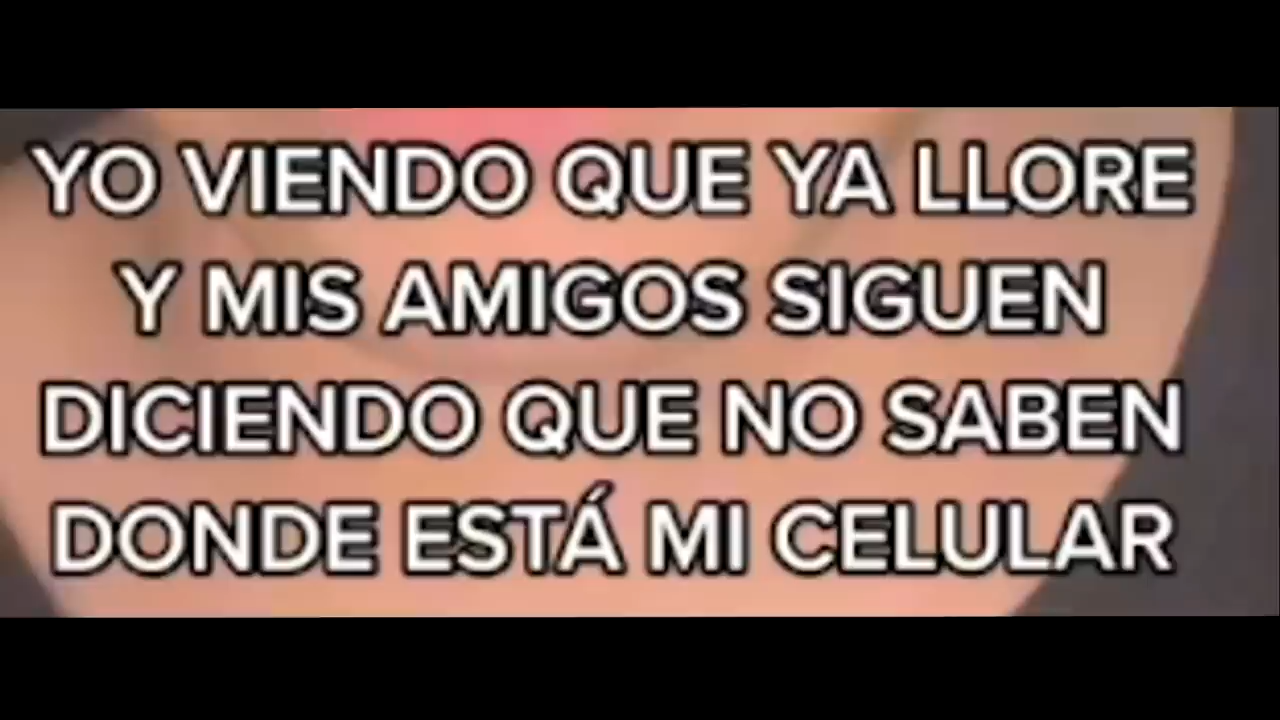 YO VIENDO QUE YA LLORE
Y MIS AMIGOS SIGUEN
DICIENDO QUE NO SABEN
DONDE ESTÁ MI CELULAR